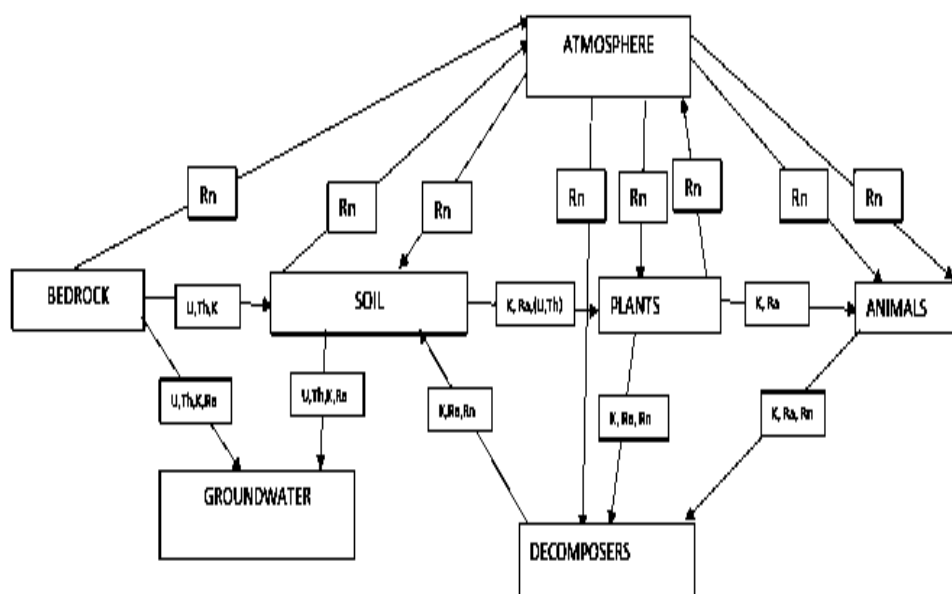 ATMOSPHERE
Rn
Rn
Rn
Rn
Rn
Rn
Rn
Rn
BEDROCK
U,Th,K
SOIL
K, Ra,(U,Th)
PLANTS
K, Ra
ANIMALS
U,Th,K,Ra
U,Th,K,Ra
K,Ra,Rn
K, Ra, Rn
K, Ra, Rn
GROUNDWATER
DECOMPOSERS